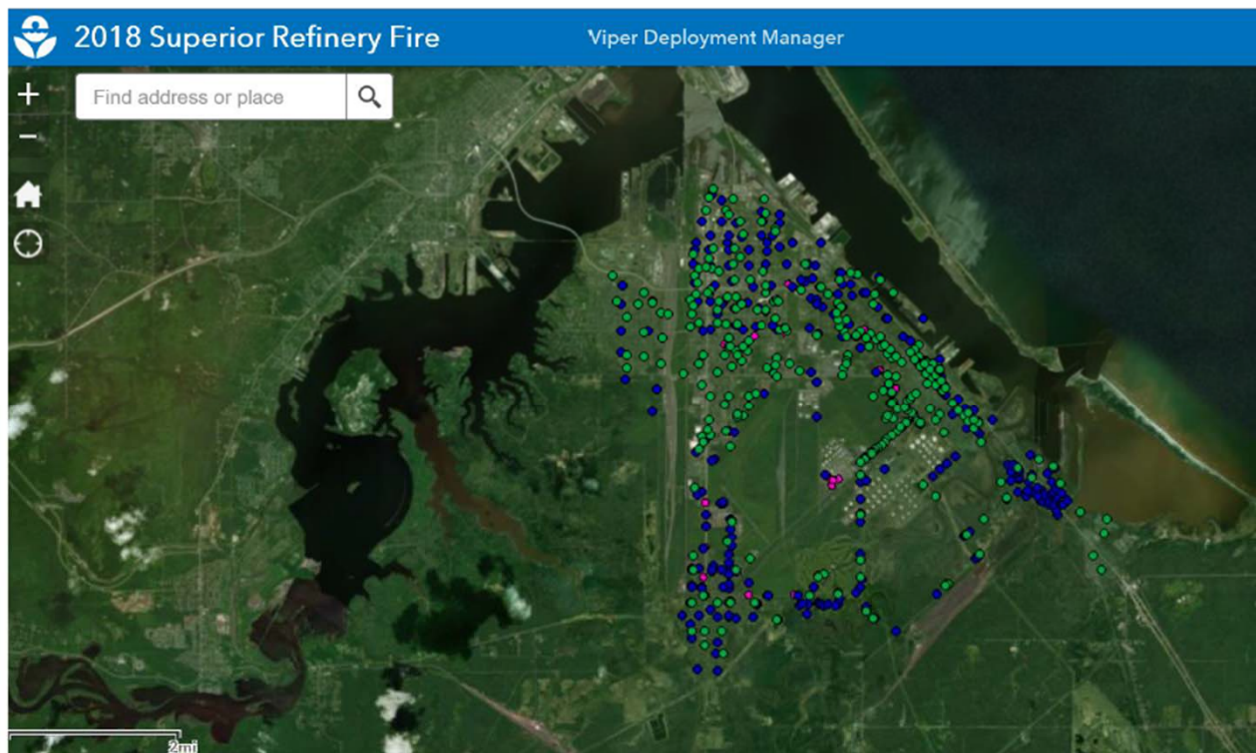 2018 Superior Refinery Fire
Viper Deployment Manager
Find address or place
2mi